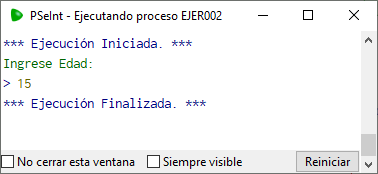 PSeInt - Ejecutando proceso EJER002
*** Ejecución Iniciada. ***
Ingrese Edad:
> 15
*** Ejecución Finalizada. ***
No cerrar esta ventana Siempre visible Reiniciar